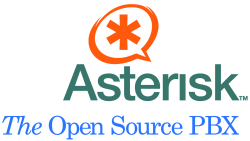 Asterisk™
The Open Source PBX